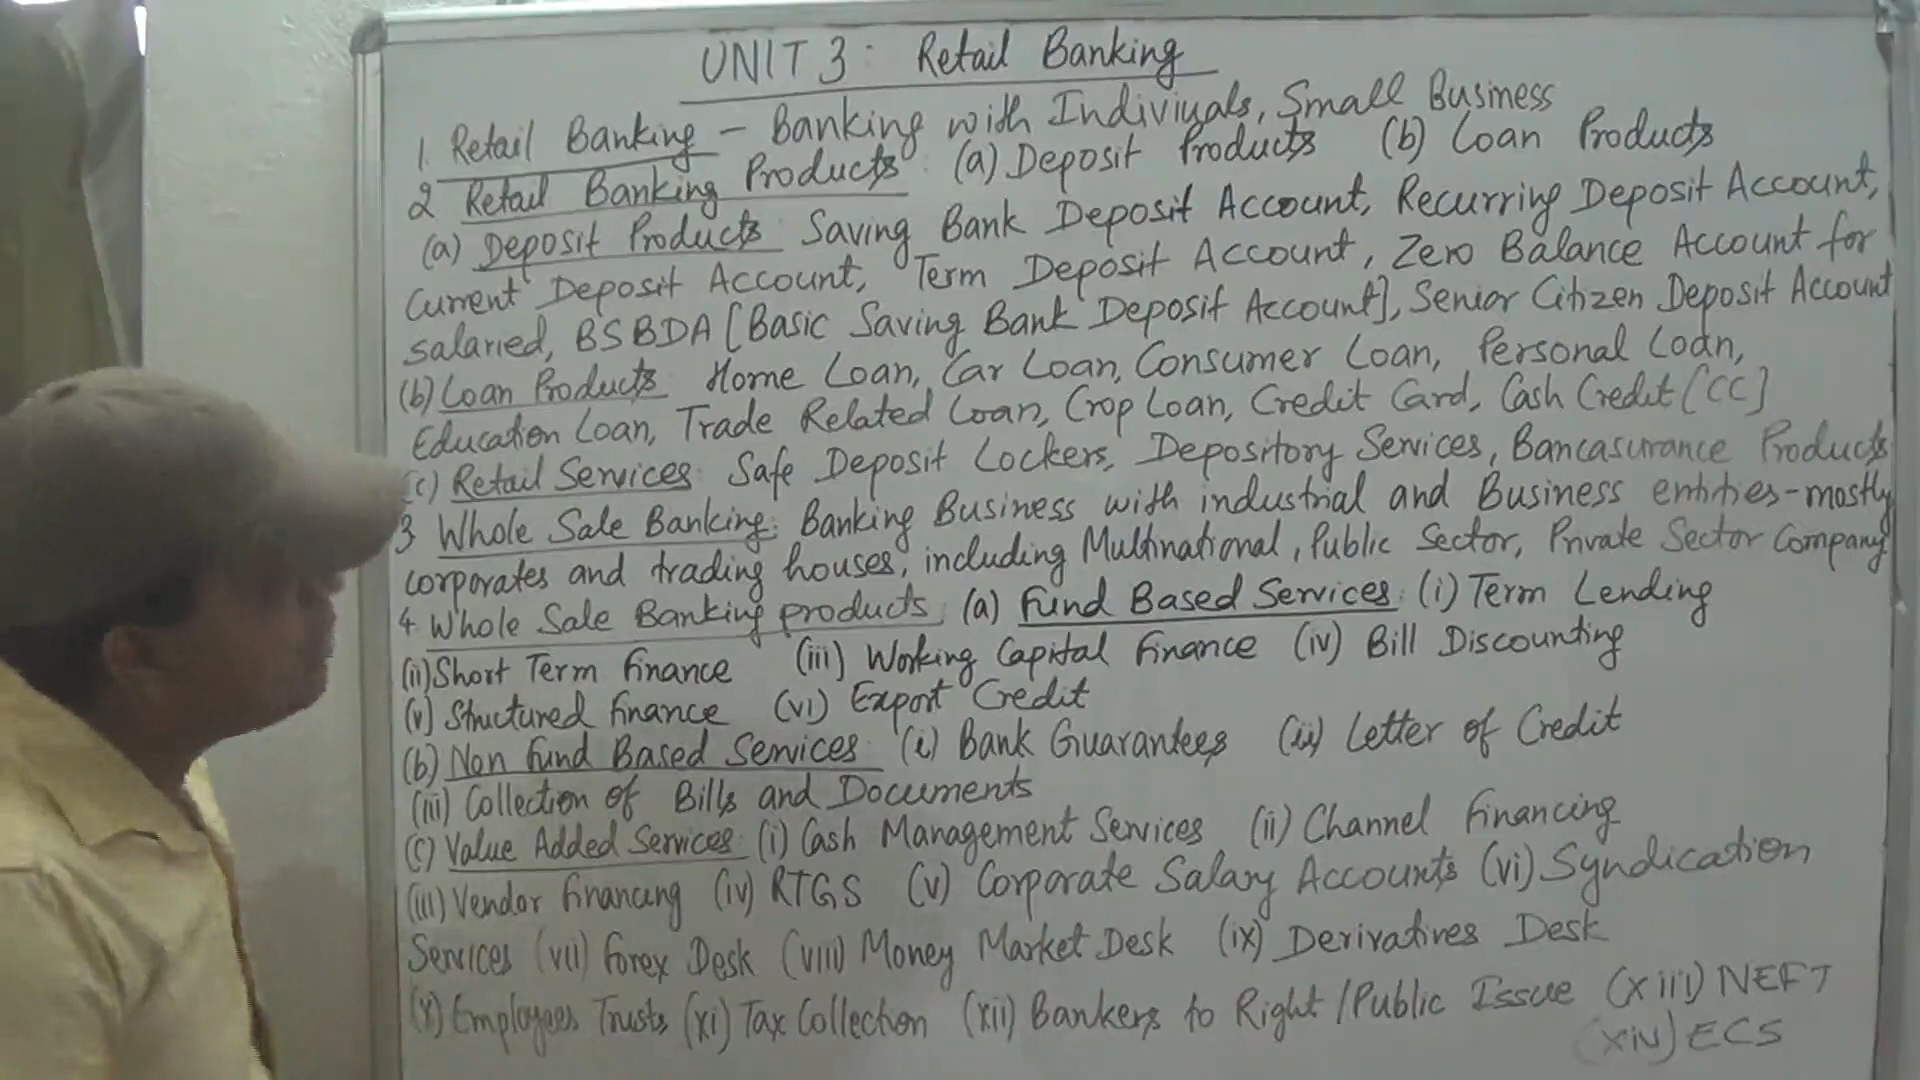 UNIT 3: Retail Banking
1. Retail Banking - Banking with Indiviuals, Small Business
2 Retail Banking Products: (a) Deposit Products (b) Loan Products
(a) Deposit Products Saving Bank Deposit Account, Recurring Deposit Account,
Current Deposit Account, Term Deposit Account, Zero Balance Account for
salaried, BSBDA [Basic Saving Bank Deposit Account], Senior Citizen Deposit Account
(b) Loan Products Home Loan, Car Loan, Consumer Loan, Personal Loan,
Education Loan, Trade Related Loan, Crop Loan, Credit Card, Cash Credit [CC]
(c) Retail Services: Safe Deposit Lockers, Depository Services, Bancasurance Products
3 Whole Sale Banking: Banking Business with industrial and Business entities - mostly
corporates and trading houses, including Multinational, Public Sector, Private Sector Company
4 Whole Sale Banking products (a) Fund Based Services: (i) Term Lending
(ii) Short Term finance (iii) Working Capital Finance (iv) Bill Discounting
(v) Structured finance (vi) Export Credit
(b) Non fund Based Services (i) Bank Guarantees (ii) Letter of Credit
(iii) Collection of Bills and Documents
(c) Value Added Services: (i) Cash Management Services (ii) Channel Financing
(iii) Vendor financing (iv) RTGS (v) Corporate Salary Accounts (vi) Syndication
Services (vii) Forex Desk (viii) Money Market Desk (ix) Derivatives Desk
(x) Employees Trusts (xi) Tax Collection (xii) Bankers to Right/Public Issue (xiii) NEFT
(xiv) ECS